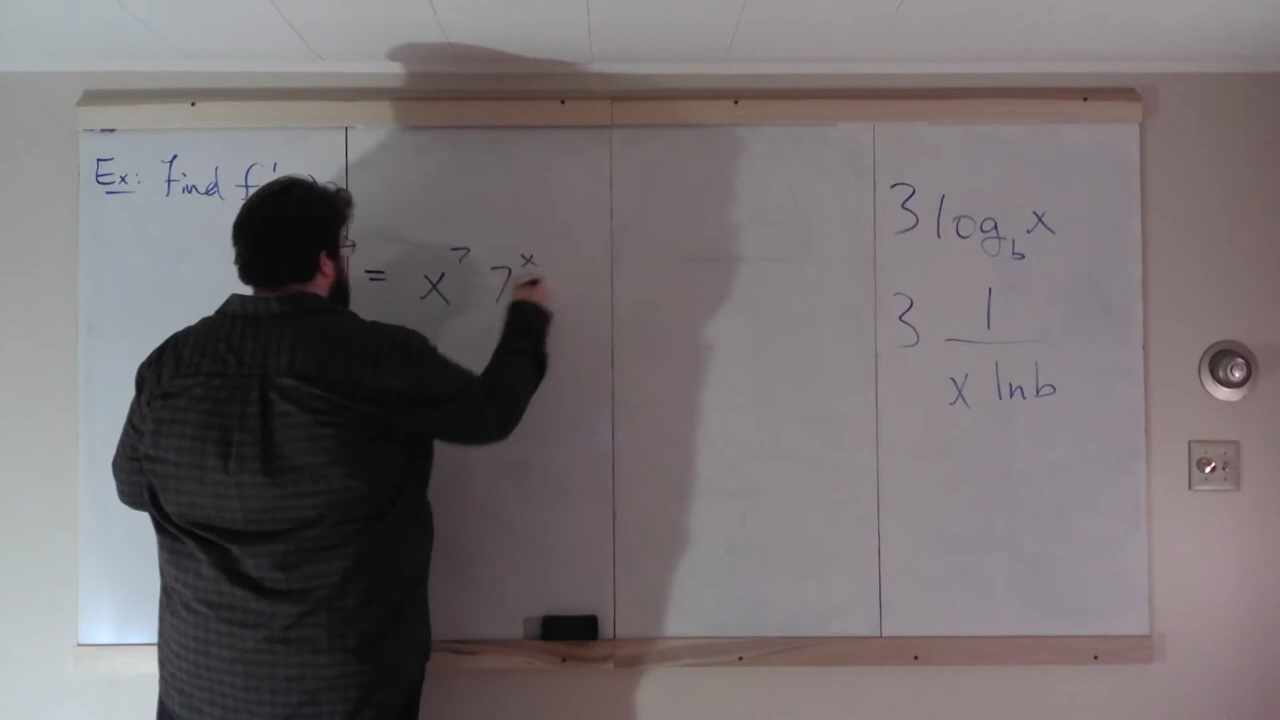 Ex: Find f'
= x⁷ 7ˣ
3 log_b x
3 1
x ln b